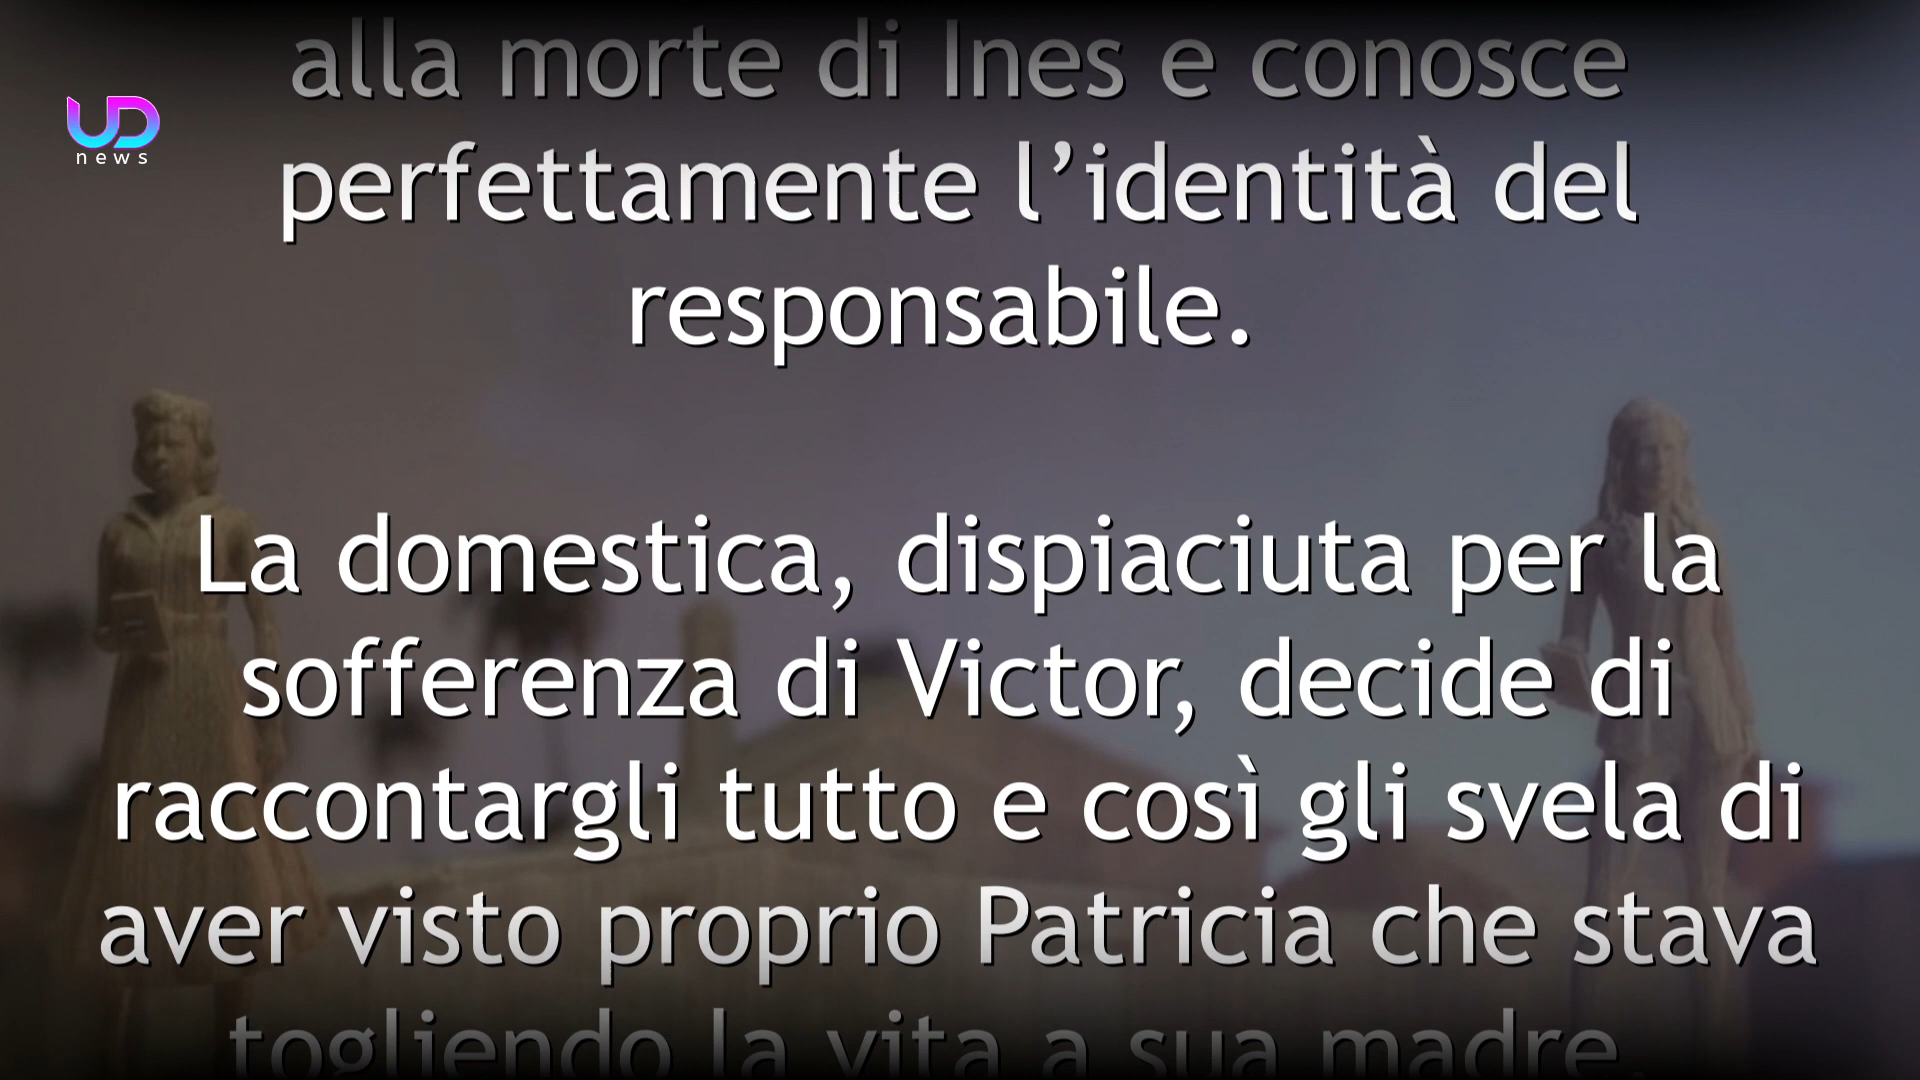 alla morte di Ines e conosce
UD
news
perfettamente l’identità del
responsabile.
La domestica, dispiaciuta per la
sofferenza di Victor, decide di
raccontargli tutto e così gli svela di
aver visto proprio Patricia che stava
togliendo la vita a sua madre.